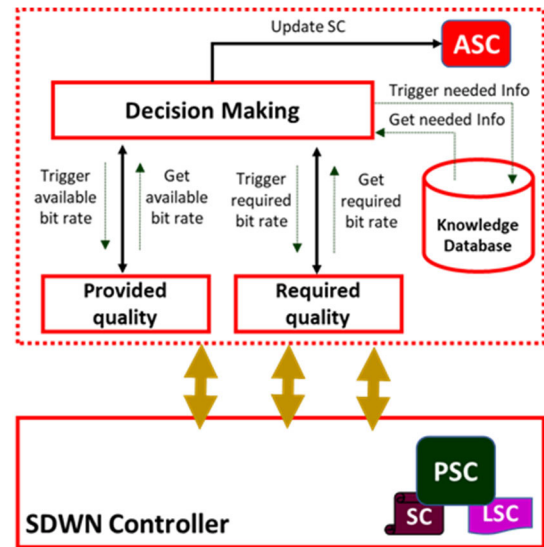 Update SC
ASC
Decision Making
Trigger needed Info
Get needed Info
Trigger
available
bit rate
Get
available
bit rate
Trigger
required
bit rate
Get
required
bit rate
Knowledge
Database
Provided
quality
Required
quality
PSC
SC
LSC
SDWN Controller